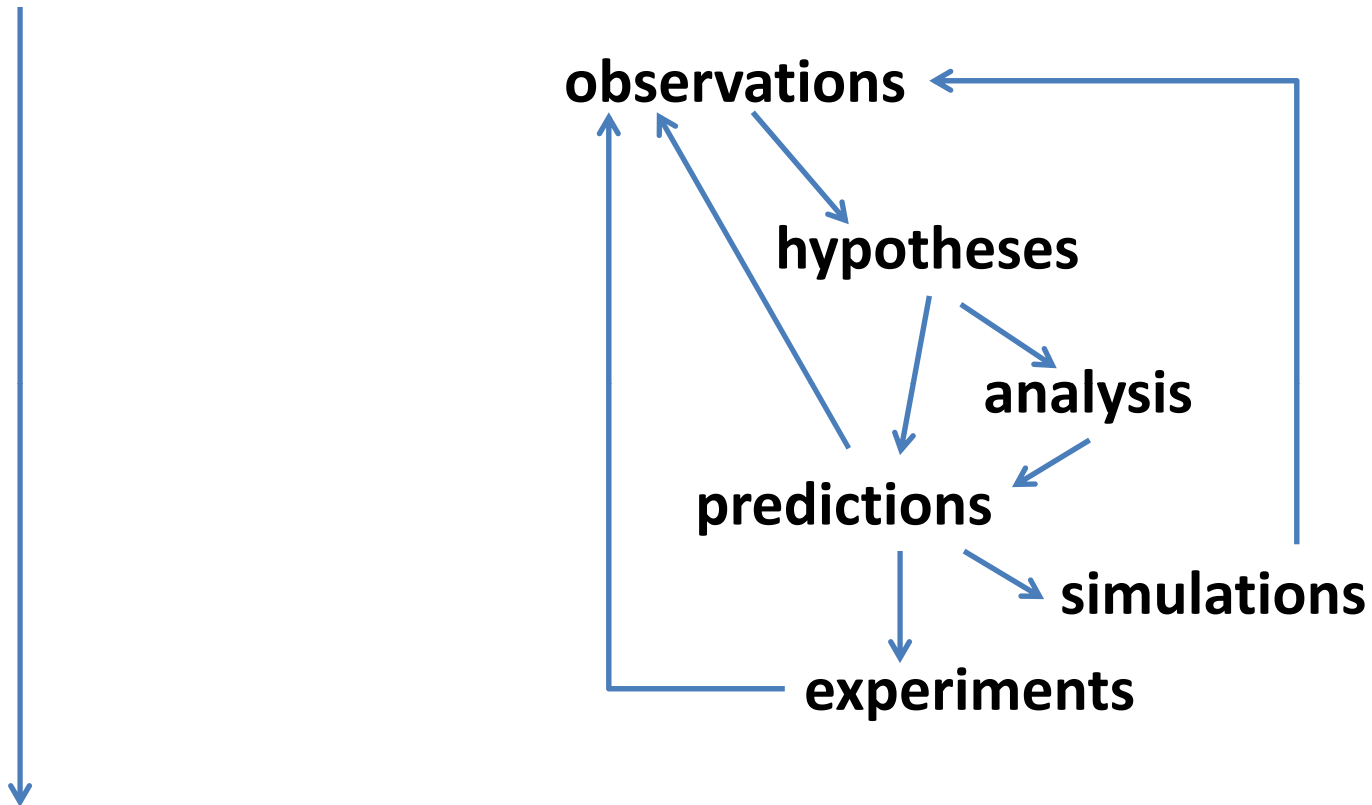 observations
hypotheses
analysis
predictions
simulations
experiments